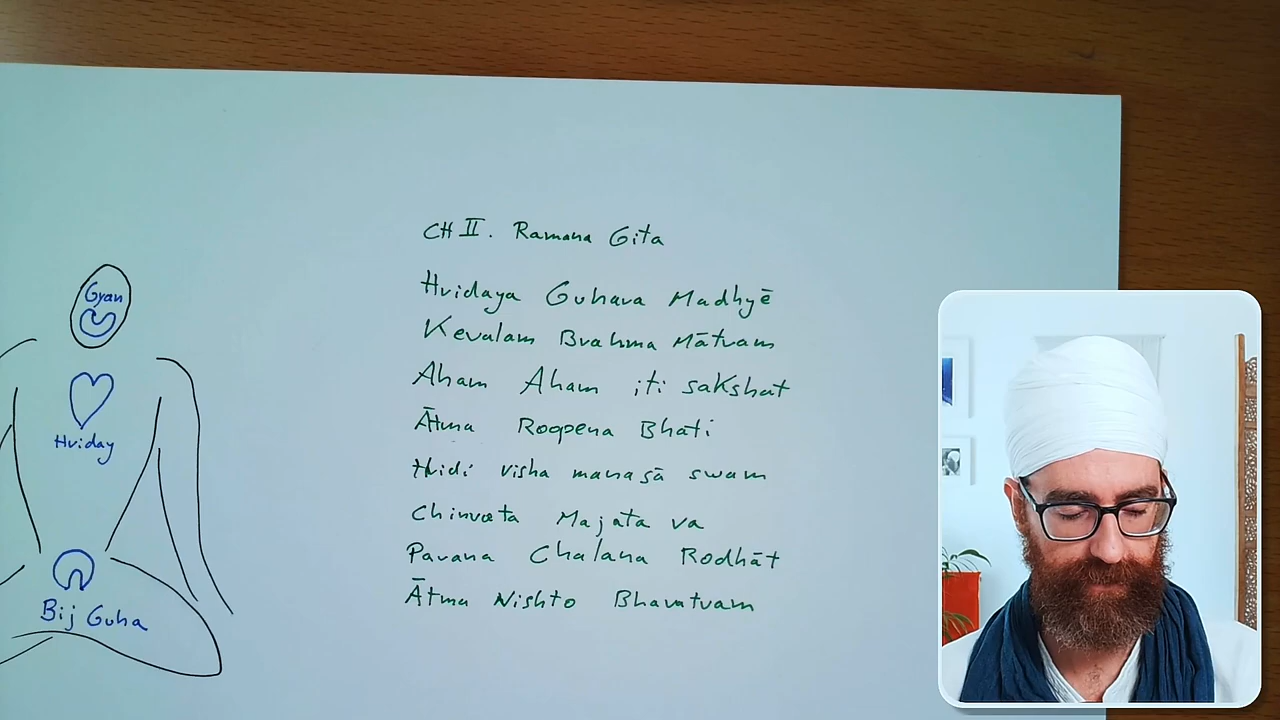 Gyan
Hriday
Bij Guha
CH II. Ramana Gita
Hridaya Guhara Madhyē
Kevalam Brahma Mātram
Aham Aham iti sakshat
Ātma Roopena Bhati
Hridi visha manasā swam
Chinvata Majata va
Pavana Chalana Rodhāt
Ātma Nishto Bhavatvam